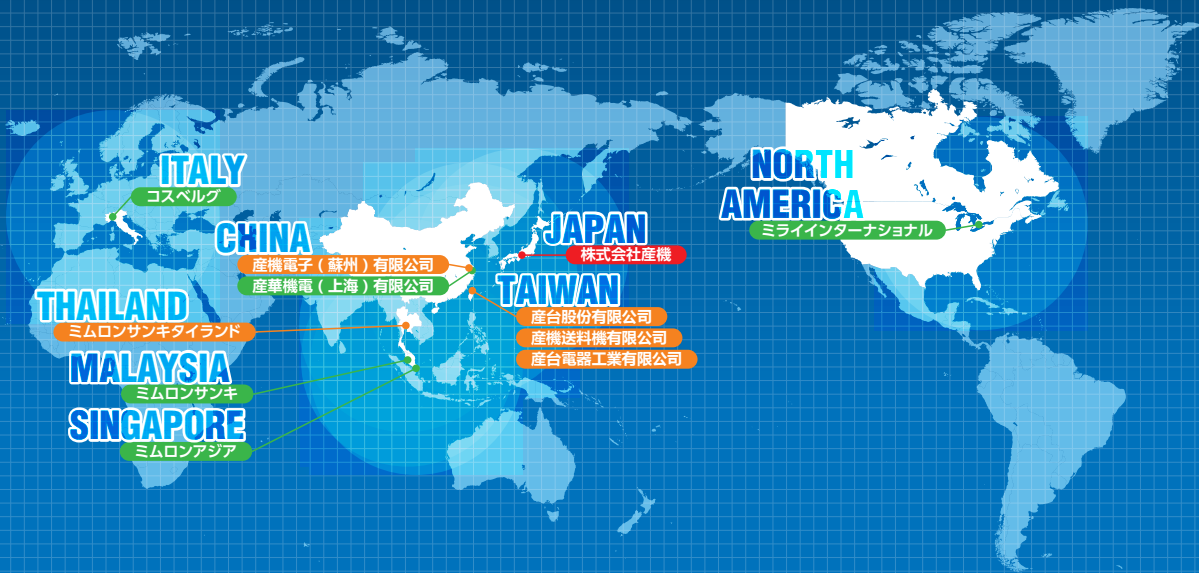 ITALY
コスベルグ
CHINA
産機電子(蘇州)有限公司
産華機電(上海)有限公司
THAILAND
ミムロンサンキタイランド
MALAYSIA
ミムロンサンキ
SINGAPORE
ミムロンアジア
JAPAN
株式会社産機
TAIWAN
産台股份有限公司
産機送料機有限公司
産台電器工業有限公司
NORTH
AMERICA
ミライインターナショナル